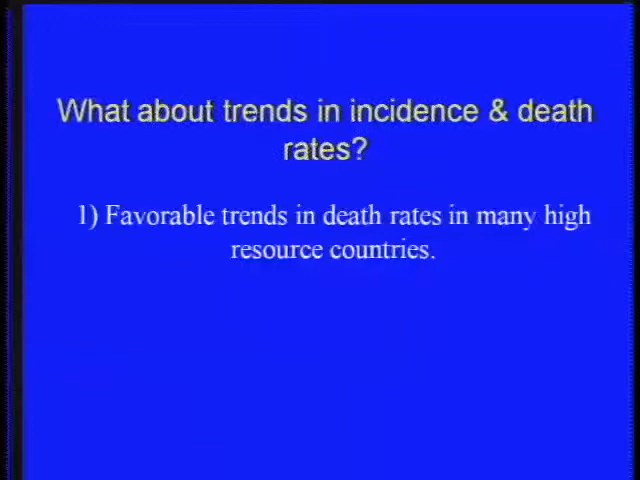 What about trends in incidence & death
rates?
1) Favorable trends in death rates in many high
resource countries.